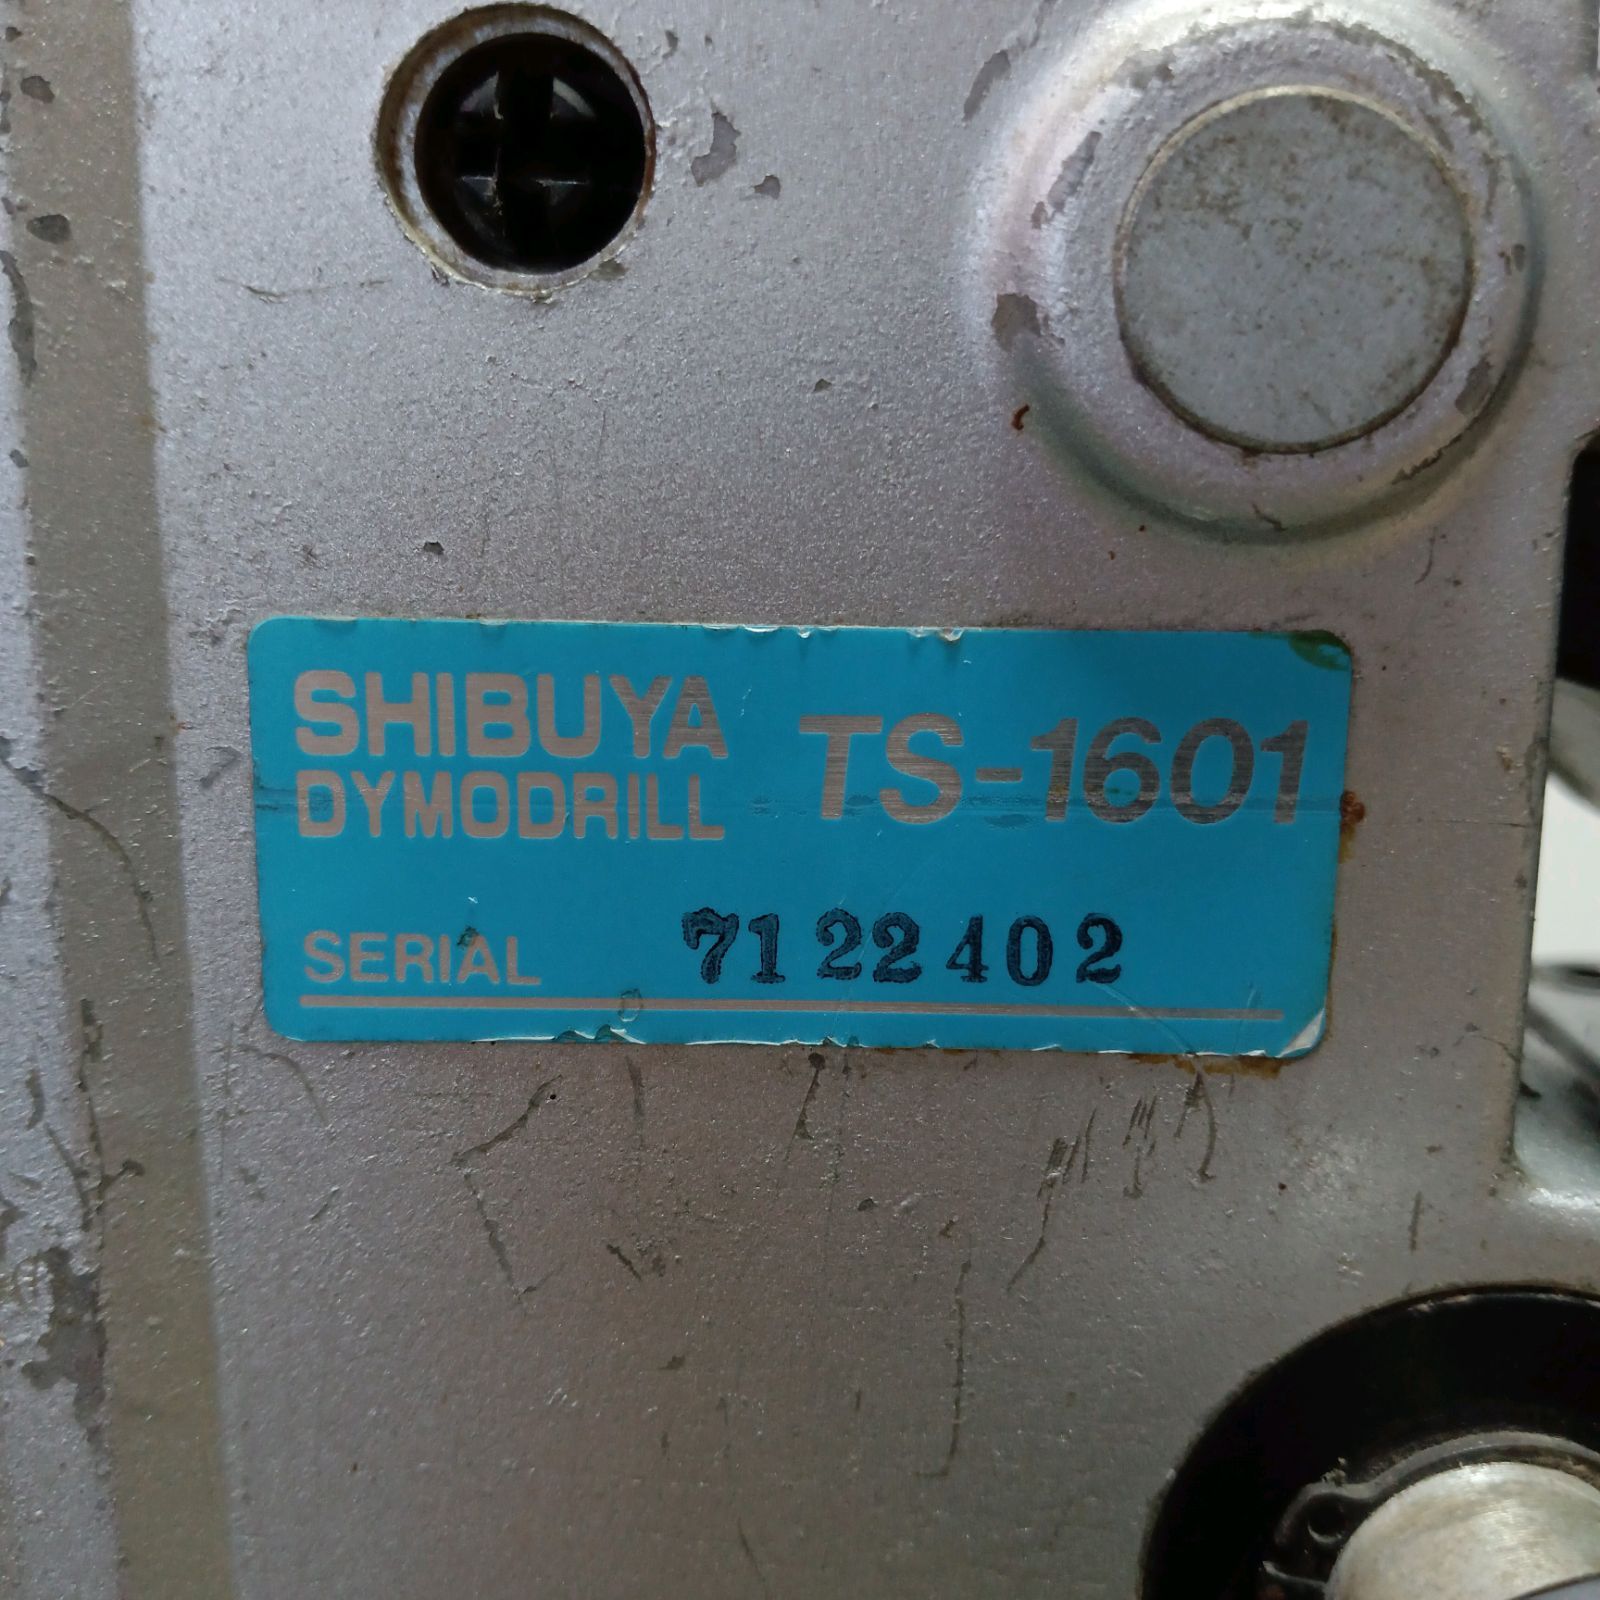 SHIBUYA
DYMODRILL
TS-1601
SERIAL 7122402